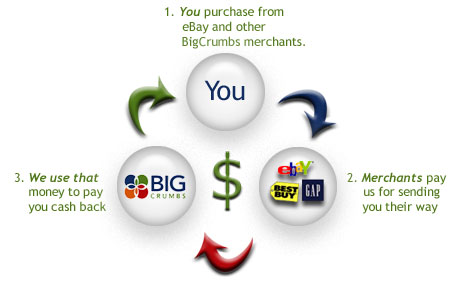 1. You purchase from
eBay and other
BigCrumbs merchants.
You
3. We use that
money to pay
you cash back
BIG
CRUMBS
$
ebay
BEST
BUY
GAP
2. Merchants pay
us for sending
you their way